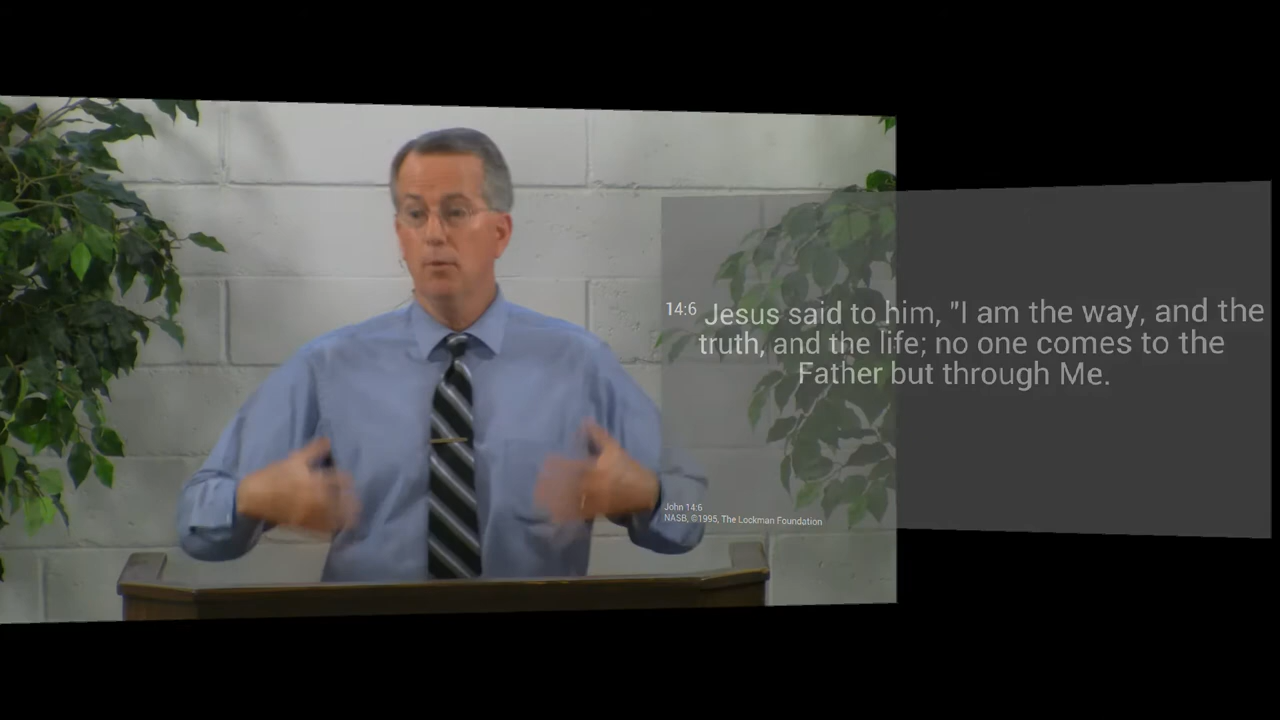 14:6 Jesus said to him, "I am the way, and the
truth, and the life; no one comes to the
Father but through Me.
John 14:6
NASB, ©1995, The Lockman Foundation